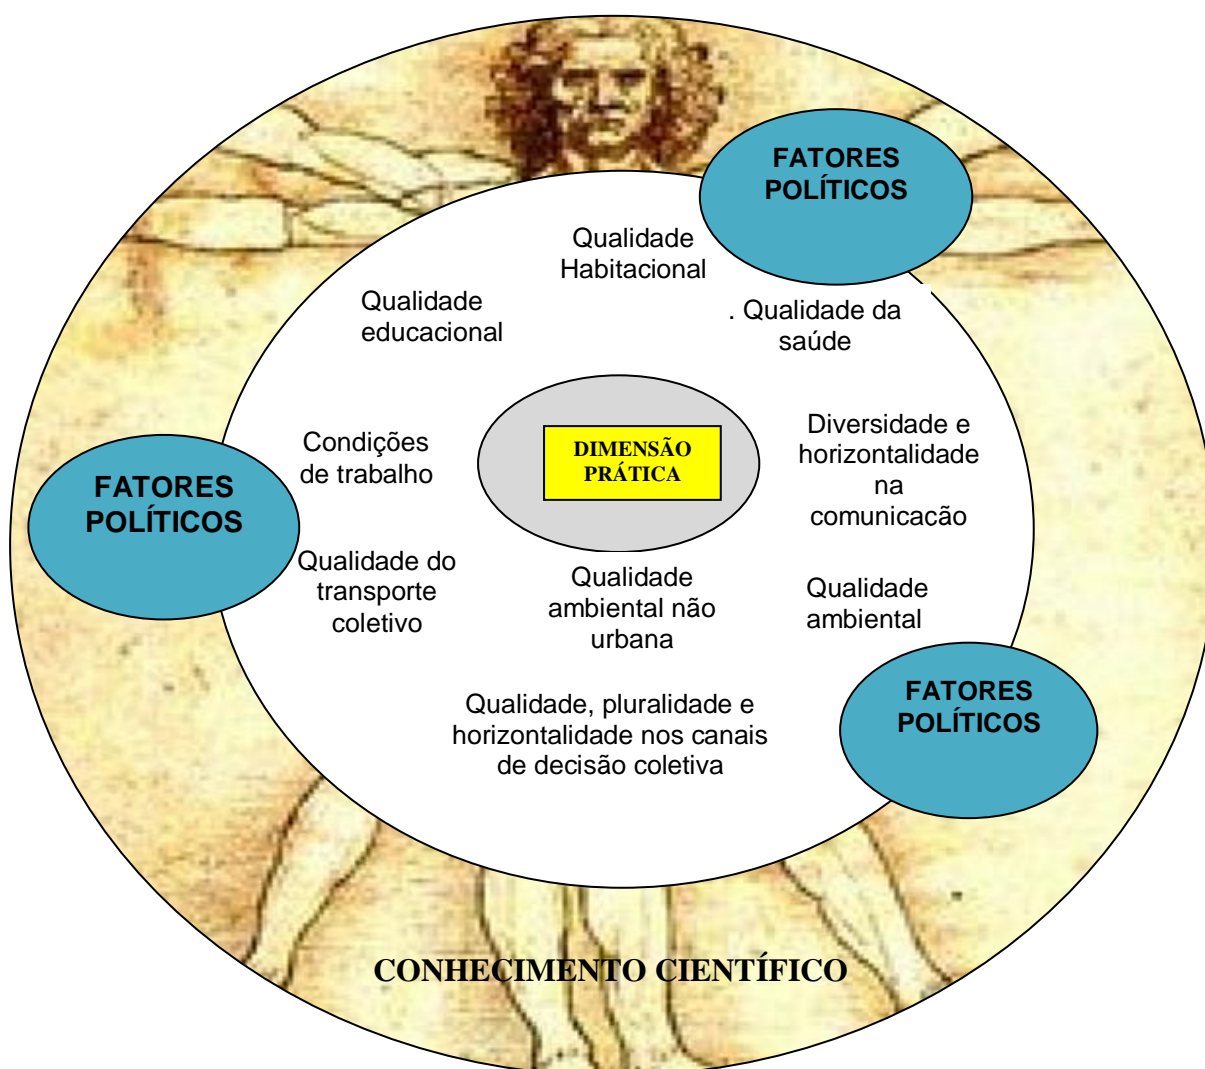 FATORES
POLÍTICOS
Qualidade
Habitacional
Qualidade
educacional
. Qualidade da
saúde
Condições
de trabalho
DIMENSÃO
PRÁTICA
Diversidade e
horizontalidade
na
comunicacão
FATORES
POLÍTICOS
Qualidade do
transporte
coletivo
Qualidade
ambiental não
urbana
Qualidade
ambiental
FATORES
POLÍTICOS
Qualidade, pluralidade e
horizontalidade nos canais
de decisão coletiva
CONHECIMENTO CIENTÍFICO